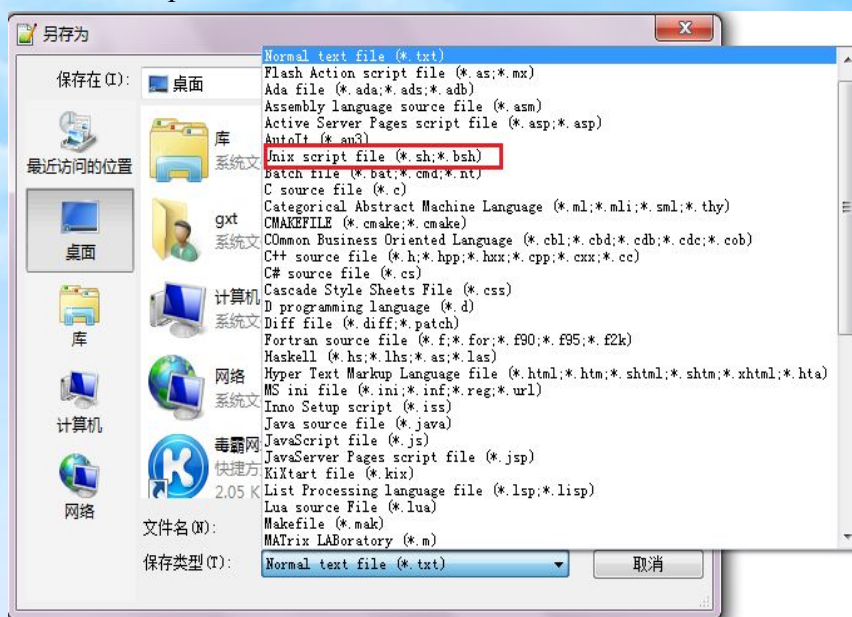 另存为
保存在(I):
桌面
最近访问的位置
桌面
库
计算机
网络
库
系统文
gxt
系统文
计算机
系统文
网络
系统文
毒霸网
快捷方
2.05 K
Normal text file (*.txt)
Flash Action script file (*.as;*.mx)
Ada file (*.ada;*.ads;*.adb)
Assembly language source file (*.asm)
Active Server Pages script file (*.asp;*.asp)
AutoIt (*.au3)
Unix script file (*.sh;*.bsh)
Batch file (*.bat;*.cmd;*.nt)
C source file (*.c)
Categorical Abstract Machine Language (*.ml;*.mli;*.sml;*.thy)
CMAKEFILE (*.cmake;*.cmake)
COmmon Business Oriented Language (*.cbl;*.cbd;*.cdb;*.cdc;*.cob)
C++ source file (*.h;*.hpp;*.hxx;*.cpp;*.cxx;*.cc)
C# source file (*.cs)
Cascade Style Sheets File (*.css)
D programming language (*.d)
Diff file (*.diff;*.patch)
Fortran source file (*.f;*.for;*.f90;*.f95;*.f2k)
Haskell (*.hs;*.lhs;*.as;*.las)
Hyper Text Markup Language file (*.html;*.htm;*.shtml;*.shtm;*.xhtml;*.hta)
MS ini file (*.ini;*.inf;*.reg;*.url)
Inno Setup script (*.iss)
Java source file (*.java)
JavaScript file (*.js)
JavaServer Pages script file (*.jsp)
KiXtart file (*.kix)
List Processing language file (*.lsp;*.lisp)
Lua source File (*.lua)
Makefile (*.mak)
MATrix LABoratory (*.m)
文件名(N):
保存类型(T):
Normal text file (*.txt)
取消